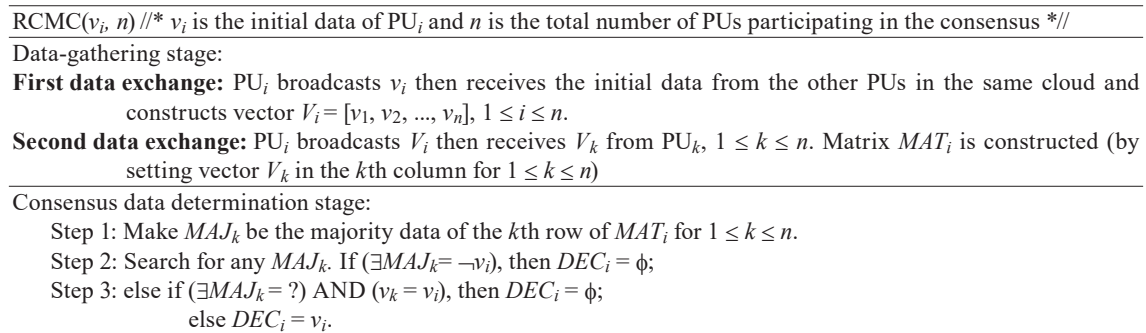 RCMC(vᵢ, n) //* vᵢ is the initial data of PUᵢ and n is the total number of PUs participating in the consensus *//
Data-gathering stage:
First data exchange: PUᵢ broadcasts vᵢ then receives the initial data from the other PUs in the same cloud and
constructs vector Vᵢ = [v₁, v₂, ..., vₙ], 1 ≤ i ≤ n.
Second data exchange: PUᵢ broadcasts Vᵢ then receives Vₖ from PUₖ, 1 ≤ k ≤ n. Matrix MATᵢ is constructed (by
setting vector Vₖ in the kth column for 1 ≤ k ≤ n)
Consensus data determination stage:
Step 1: Make MAJₖ be the majority data of the kth row of MATᵢ for 1 ≤ k ≤ n.
Step 2: Search for any MAJₖ. If (∃MAJₖ= ¬vᵢ), then DECᵢ = ϕ;
Step 3: else if (∃MAJₖ = ?) AND (vₖ = vᵢ), then DECᵢ = ϕ;
else DECᵢ = vᵢ.